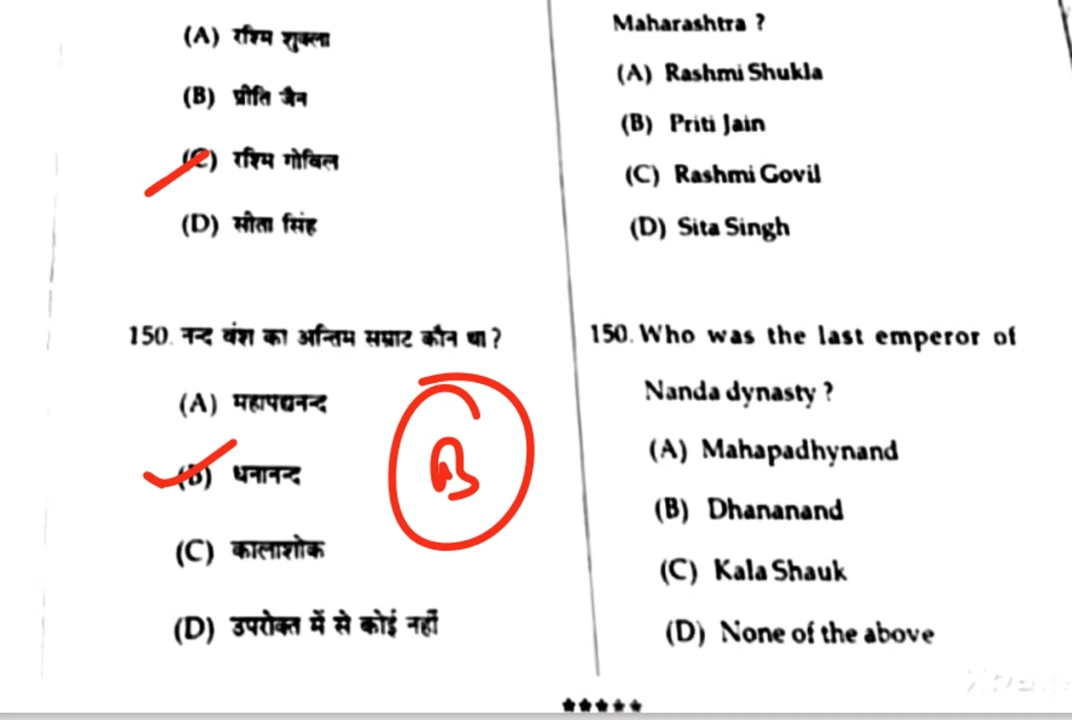 (A) रश्मि शुक्ला
(B) प्रीति जैन
(C) रश्मि गोविल
(D) सीता सिंह
150. नन्द वंश का अन्तिम सम्राट कौन था?
(A) महापद्यनन्द
(B) धनानन्द
(C) कालाशोक
(D) उपरोक्त में से कोई नहीं
B
Maharashtra ?
(A) Rashmi Shukla
(B) Priti Jain
(C) Rashmi Govil
(D) Sita Singh
150. Who was the last emperor of
Nanda dynasty ?
(A) Mahapadhynand
(B) Dhananand
(C) Kala Shauk
(D) None of the above
*****